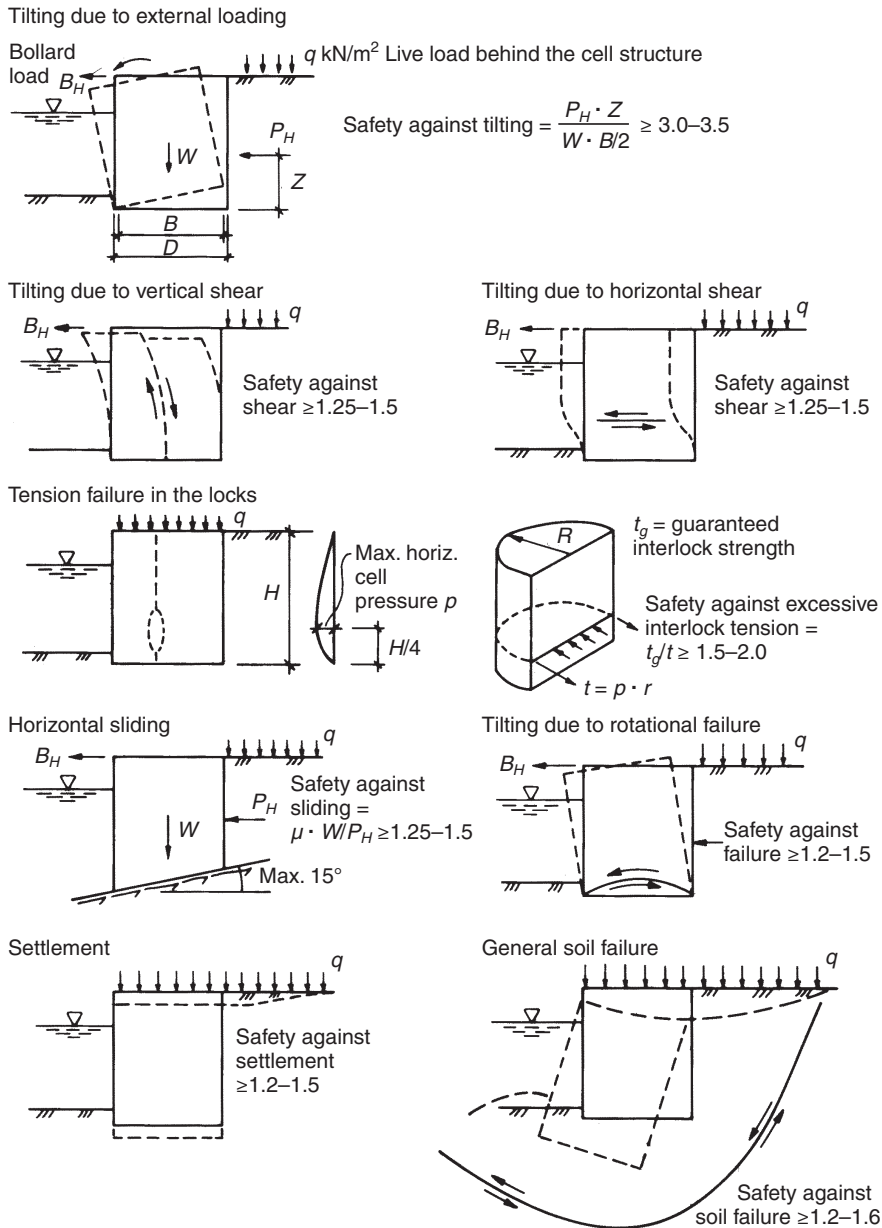 Tilting due to external loading
Bollard
load
B_H
q kN/m² Live load behind the cell structure
Safety against tilting = P_H · Z / W · B/2 ≥ 3.0–3.5
P_H
W
Z
B
D
Tilting due to vertical shear
B_H
q
Safety against
shear ≥1.25–1.5
Tilting due to horizontal shear
B_H
q
Safety against
shear ≥1.25–1.5
Tension failure in the locks
q
H
Max. horiz.
cell
pressure p
H/4
R
t_g = guaranteed
interlock strength
Safety against excessive
interlock tension =
t_g/t ≥ 1.5–2.0
t = p · r
Horizontal sliding
B_H
q
W
P_H
Safety against
sliding =
μ · W/P_H ≥1.25–1.5
Max. 15°
Tilting due to rotational failure
B_H
q
Safety against
failure ≥1.2–1.5
Settlement
q
Safety against
settlement
≥1.2–1.5
General soil failure
q
Safety against
soil failure ≥1.2–1.6